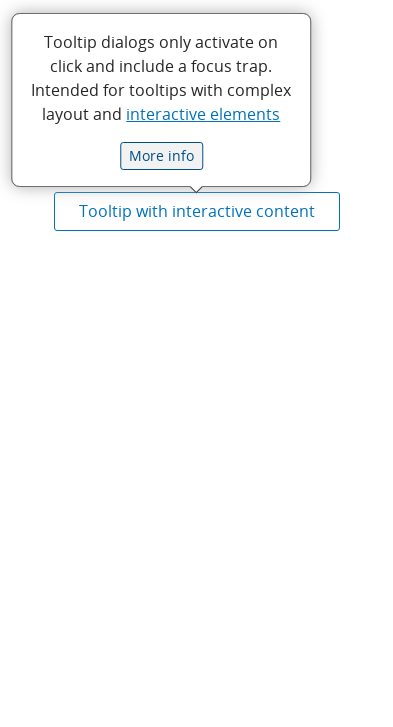 Tooltip dialogs only activate on
click and include a focus trap.
Intended for tooltips with complex
layout and interactive elements
More info
Tooltip with interactive content